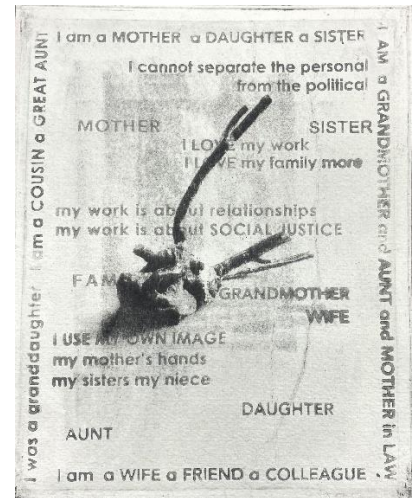 I am a MOTHER a DAUGHTER a SISTER
I cannot separate the personal
from the political
MOTHER
SISTER
I LOVE my work
I LOVE my family more
my work is about relationships
my work is about SOCIAL JUSTICE
FAM
GRANDMOTHER
WIFE
I USE MY OWN IMAGE
my mother's hands
my sisters my niece
DAUGHTER
AUNT
I am a WIFE a FRIEND a COLLEAGUE
I was a granddaughter I am a COUSIN a GREAT AUNT
I AM a GRANDMOTHER and AUNT and MOTHER in LAW